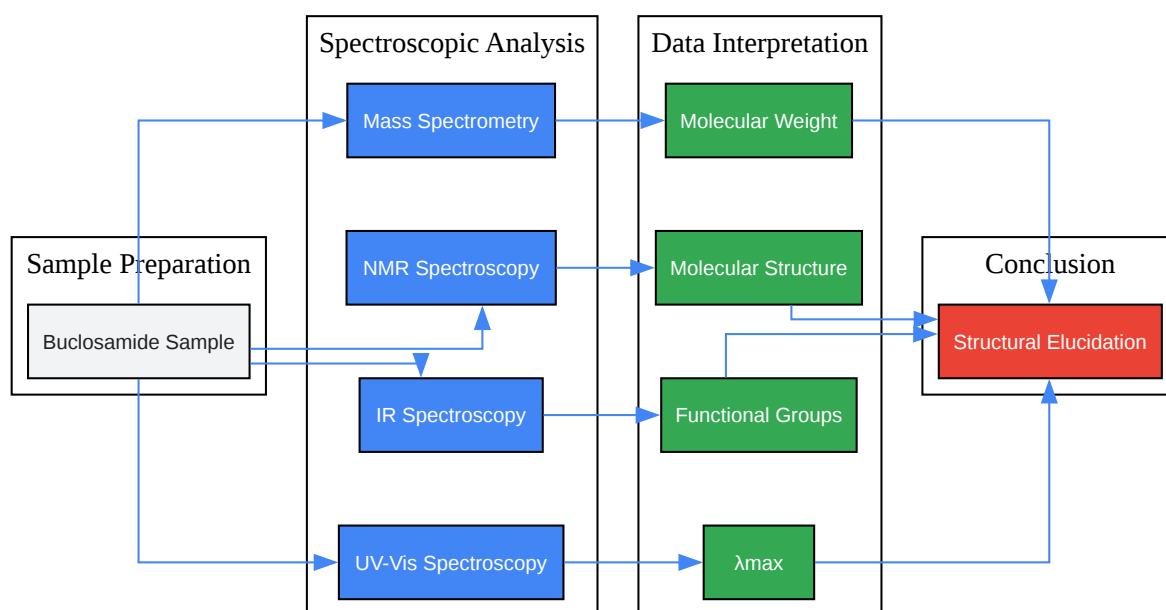 Spectroscopic Analysis
Data Interpretation
Mass Spectrometry
Molecular Weight
Sample Preparation
NMR Spectroscopy
Molecular Structure
Conclusion
Buclosamide Sample
Structural Elucidation
IR Spectroscopy
Functional Groups
UV-Vis Spectroscopy
λmax